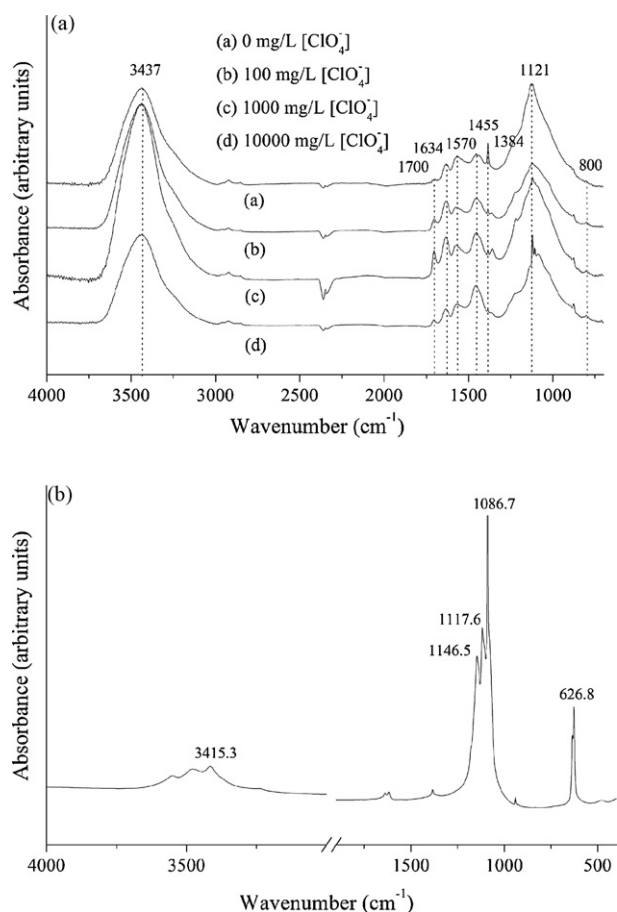 (a)
(a) 0 mg/L [ClO₄⁻]
3437
(b) 100 mg/L [ClO₄⁻]
1121
(c) 1000 mg/L [ClO₄⁻]
1455
(d) 10000 mg/L [ClO₄⁻]
1634 1570 1384
1700 800
(a)
(b)
(c)
(d)
Absorbance (arbitrary units)
4000 3500 3000 2500 2000 1500 1000
Wavenumber (cm⁻¹)
(b)
1086.7
1117.6
1146.5
626.8
3415.3
Absorbance (arbitrary units)
4000 3500 1500 1000 500
Wavenumber (cm⁻¹)